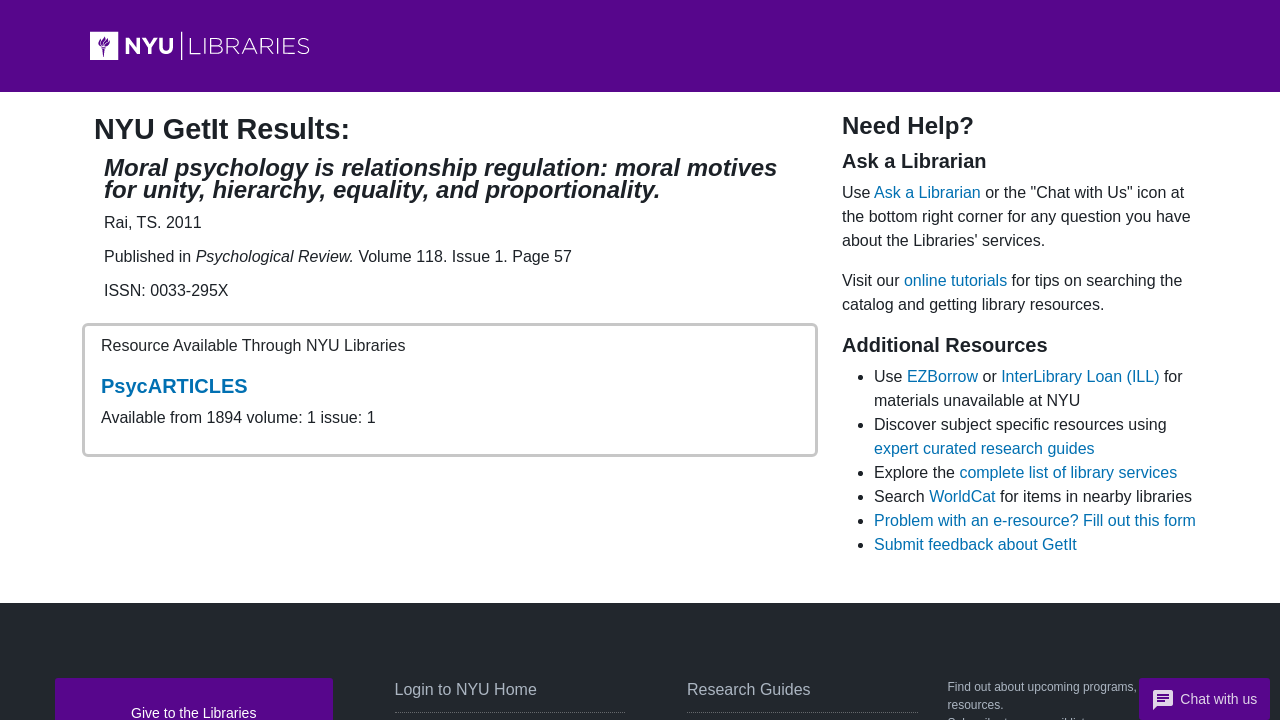 NYU LIBRARIES
NYU GetIt Results:
Moral psychology is relationship regulation: moral motives
for unity, hierarchy, equality, and proportionality.
Rai, TS. 2011
Published in Psychological Review. Volume 118. Issue 1. Page 57
ISSN: 0033-295X
Resource Available Through NYU Libraries
PsycARTICLES
Available from 1894 volume: 1 issue: 1
Need Help?
Ask a Librarian
Use Ask a Librarian or the "Chat with Us" icon at
the bottom right corner for any question you have
about the Libraries' services.
Visit our online tutorials for tips on searching the
catalog and getting library resources.
Additional Resources
Use EZBorrow or InterLibrary Loan (ILL) for
materials unavailable at NYU
Discover subject specific resources using
expert curated research guides
Explore the complete list of library services
Search WorldCat for items in nearby libraries
Problem with an e-resource? Fill out this form
Submit feedback about GetIt
Give to the Libraries
Login to NYU Home
Research Guides
Find out about upcoming programs,
resources.
Chat with us